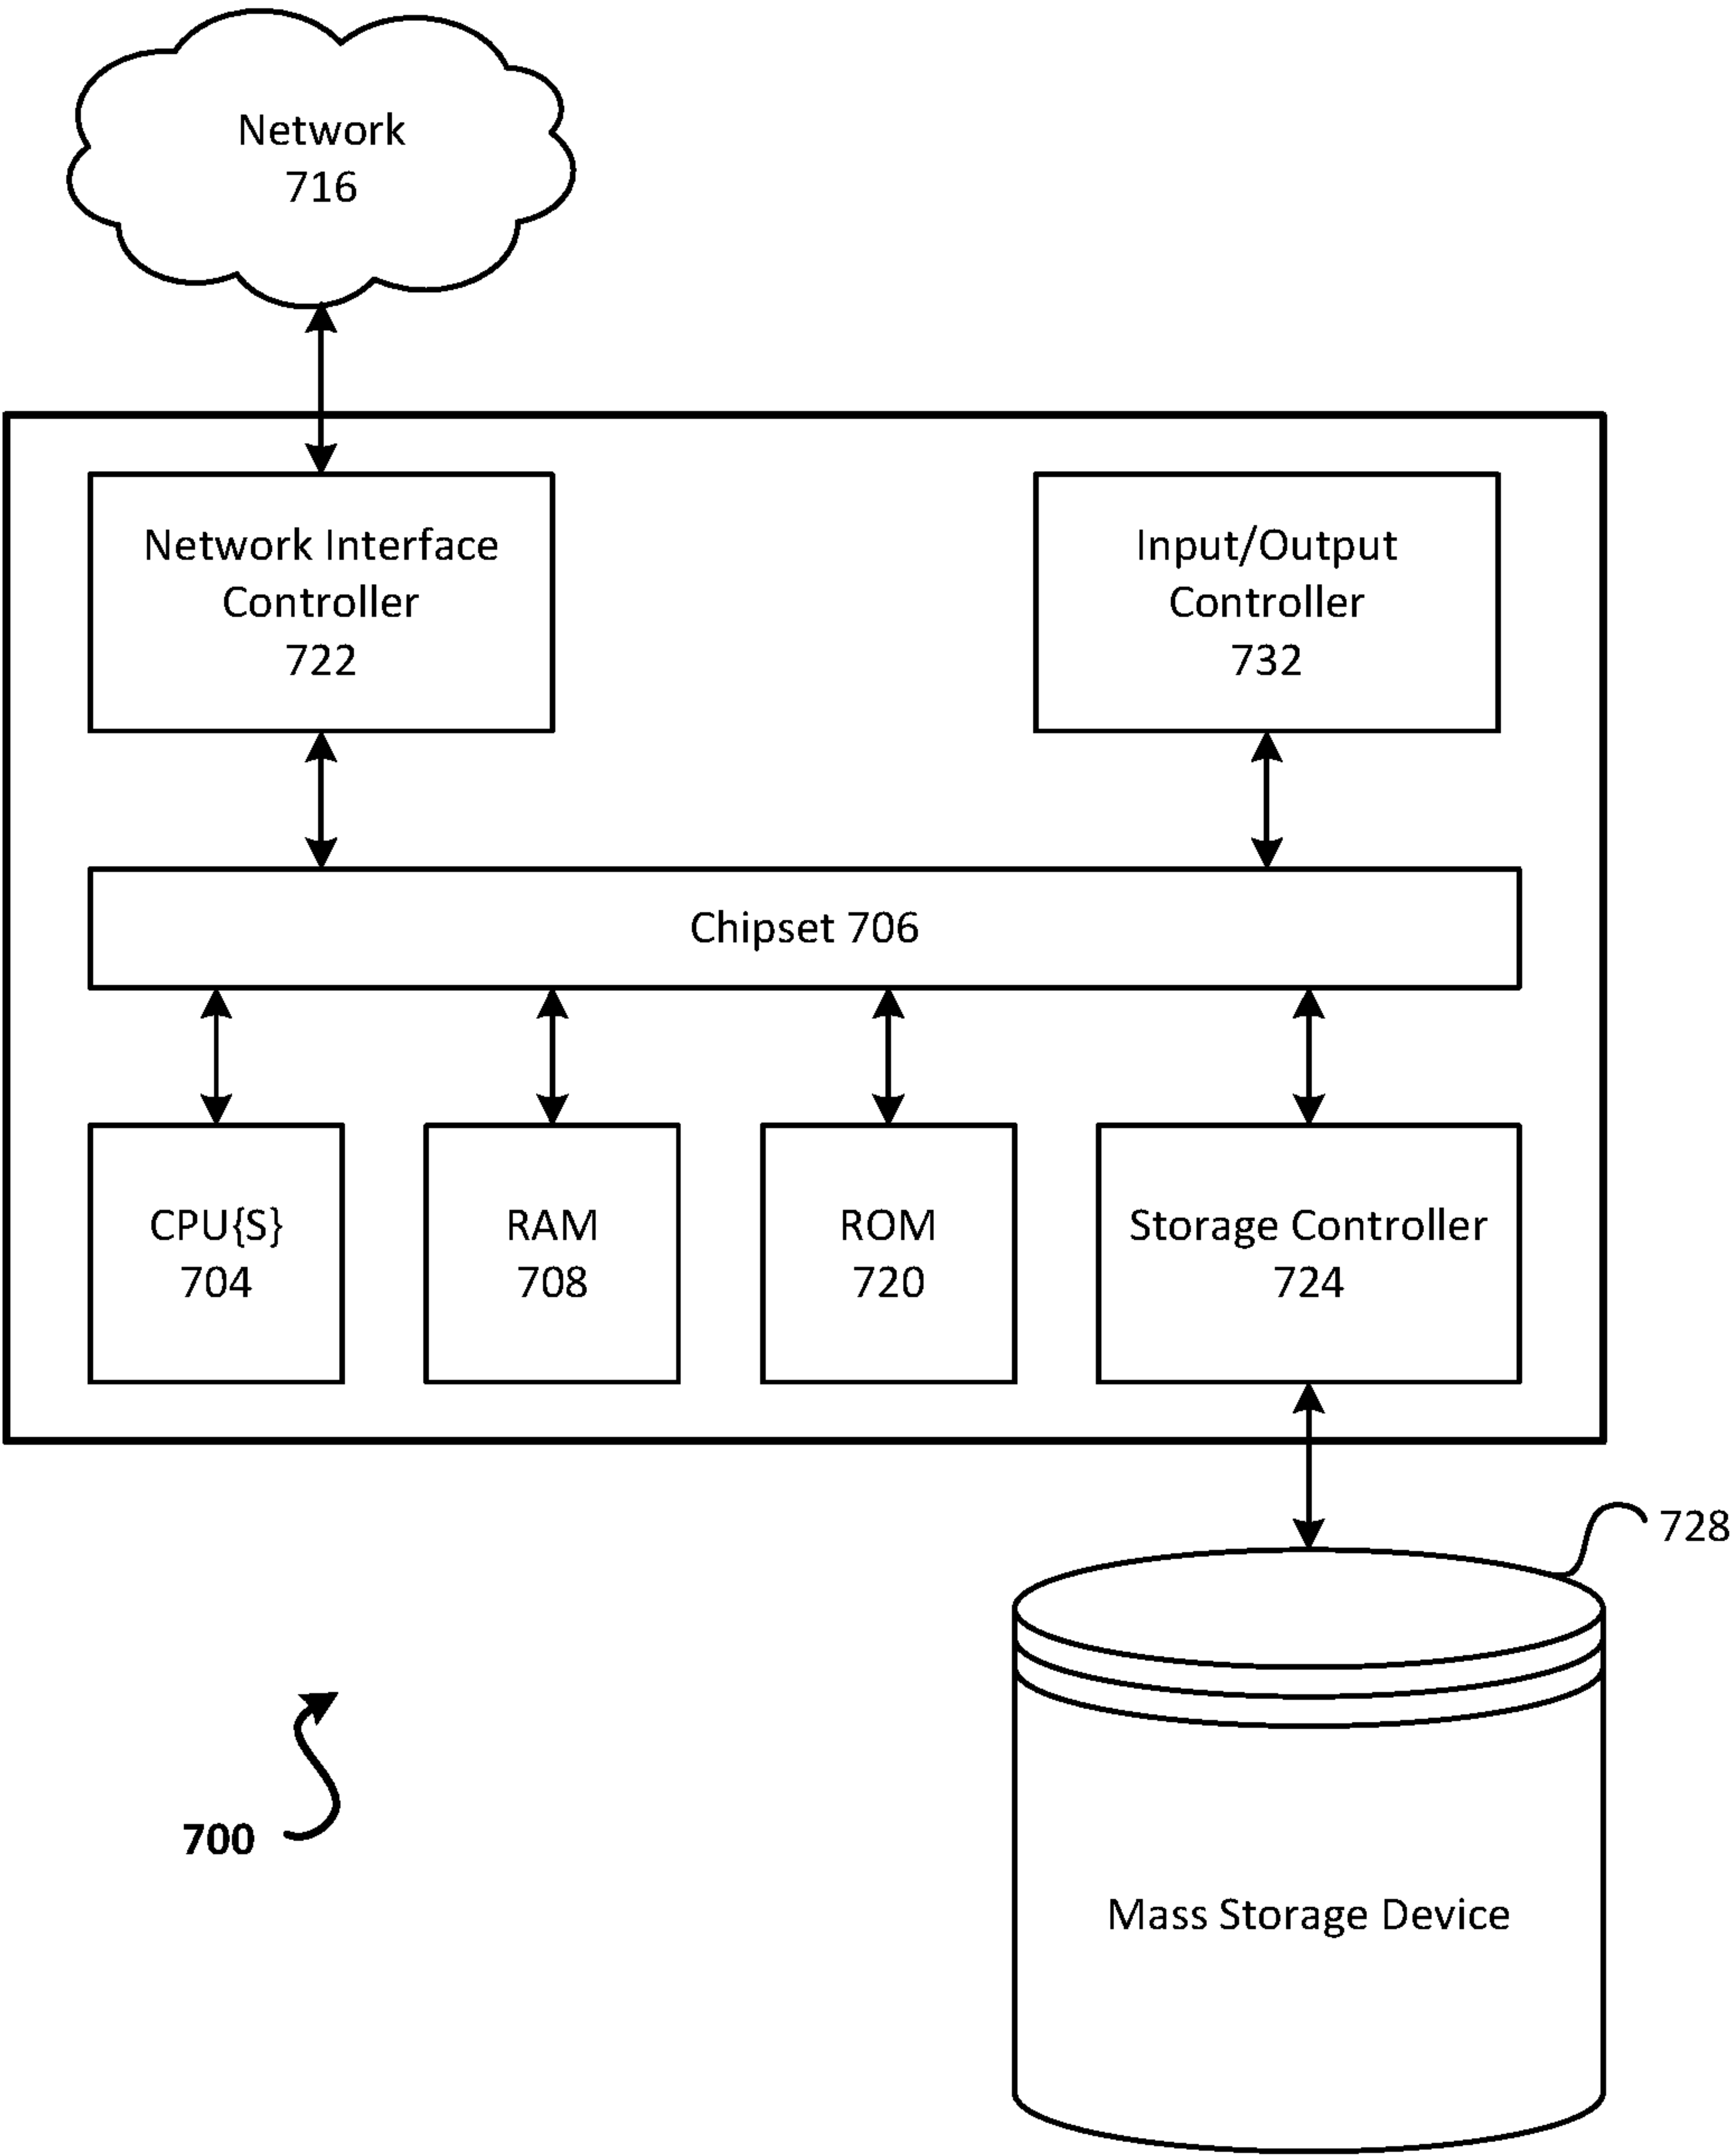 Network
716
Network Interface
Controller
722
Input/Output
Controller
732
Chipset 706
CPU{S}
704
RAM
708
ROM
720
Storage Controller
724
728
700
Mass Storage Device